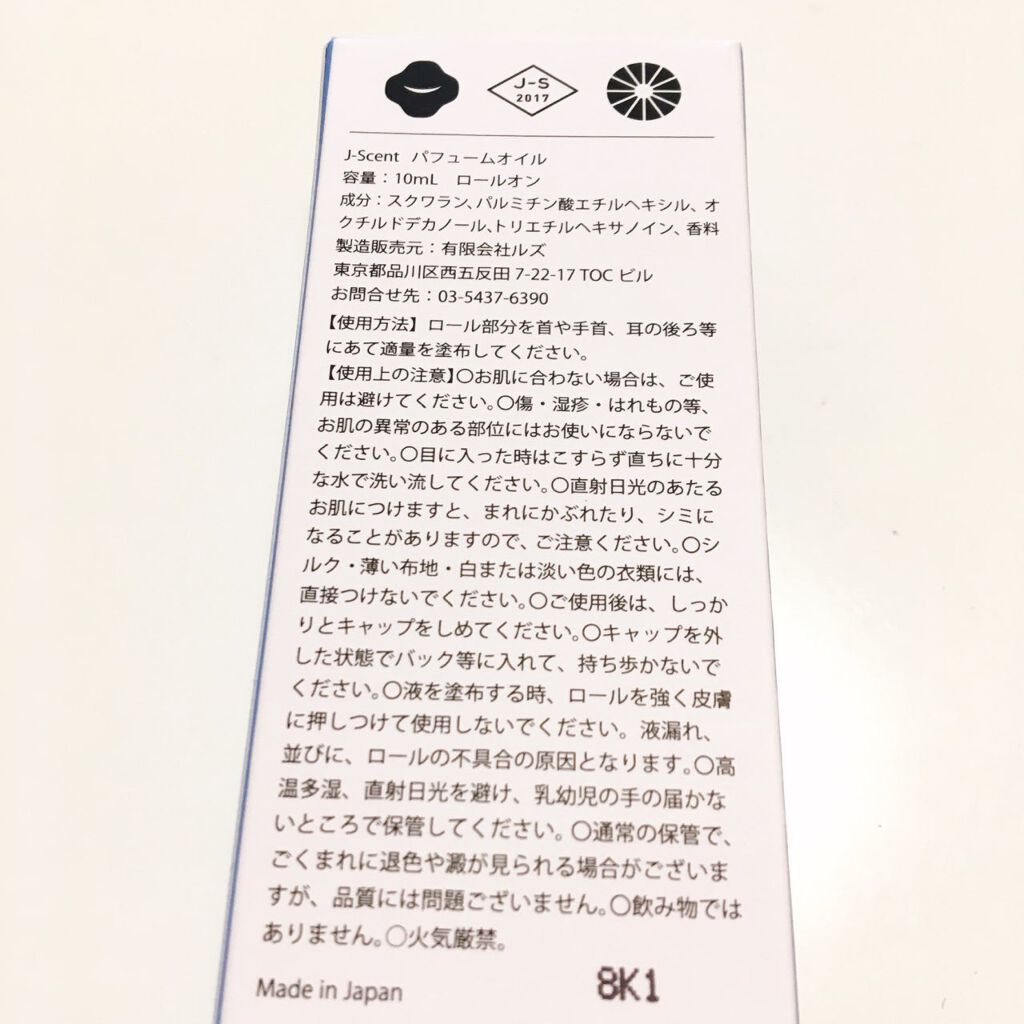 J-S
2017
J-Scent パフュームオイル
容量：10mL ロールオン
成分：スクワラン、パルミチン酸エチルヘキシル、オ
クチルドデカノール、トリエチルヘキサノイン、香料
製造販売元：有限会社ルズ
東京都品川区西五反田 7-22-17 TOC ビル
お問合せ先：03-5437-6390
【使用方法】ロール部分を首や手首、耳の後ろ等
にあて適量を塗布してください。
【使用上の注意】〇お肌に合わない場合は、ご使
用は避けてください。〇傷・湿疹・はれもの等、
お肌の異常のある部位にはお使いにならないで
ください。〇目に入った時はこすらず直ちに十分
な水で洗い流してください。〇直射日光のあたる
お肌につけますと、まれにかぶれたり、シミに
なることがありますので、ご注意ください。〇シ
ルク・薄い布地・白または淡い色の衣類には、
直接つけないでください。〇ご使用後は、しっか
りとキャップをしめてください。〇キャップを外
した状態でバック等に入れて、持ち歩かないで
ください。〇液を塗布する時、ロールを強く皮膚
に押しつけて使用しないでください。液漏れ、
並びに、ロールの不具合の原因となります。〇高
温多湿、直射日光を避け、乳幼児の手の届かな
いところで保管してください。〇通常の保管で、
ごくまれに退色や澱が見られる場合がございま
すが、品質には問題ございません。〇飲み物では
ありません。〇火気厳禁。
Made in Japan
8K1